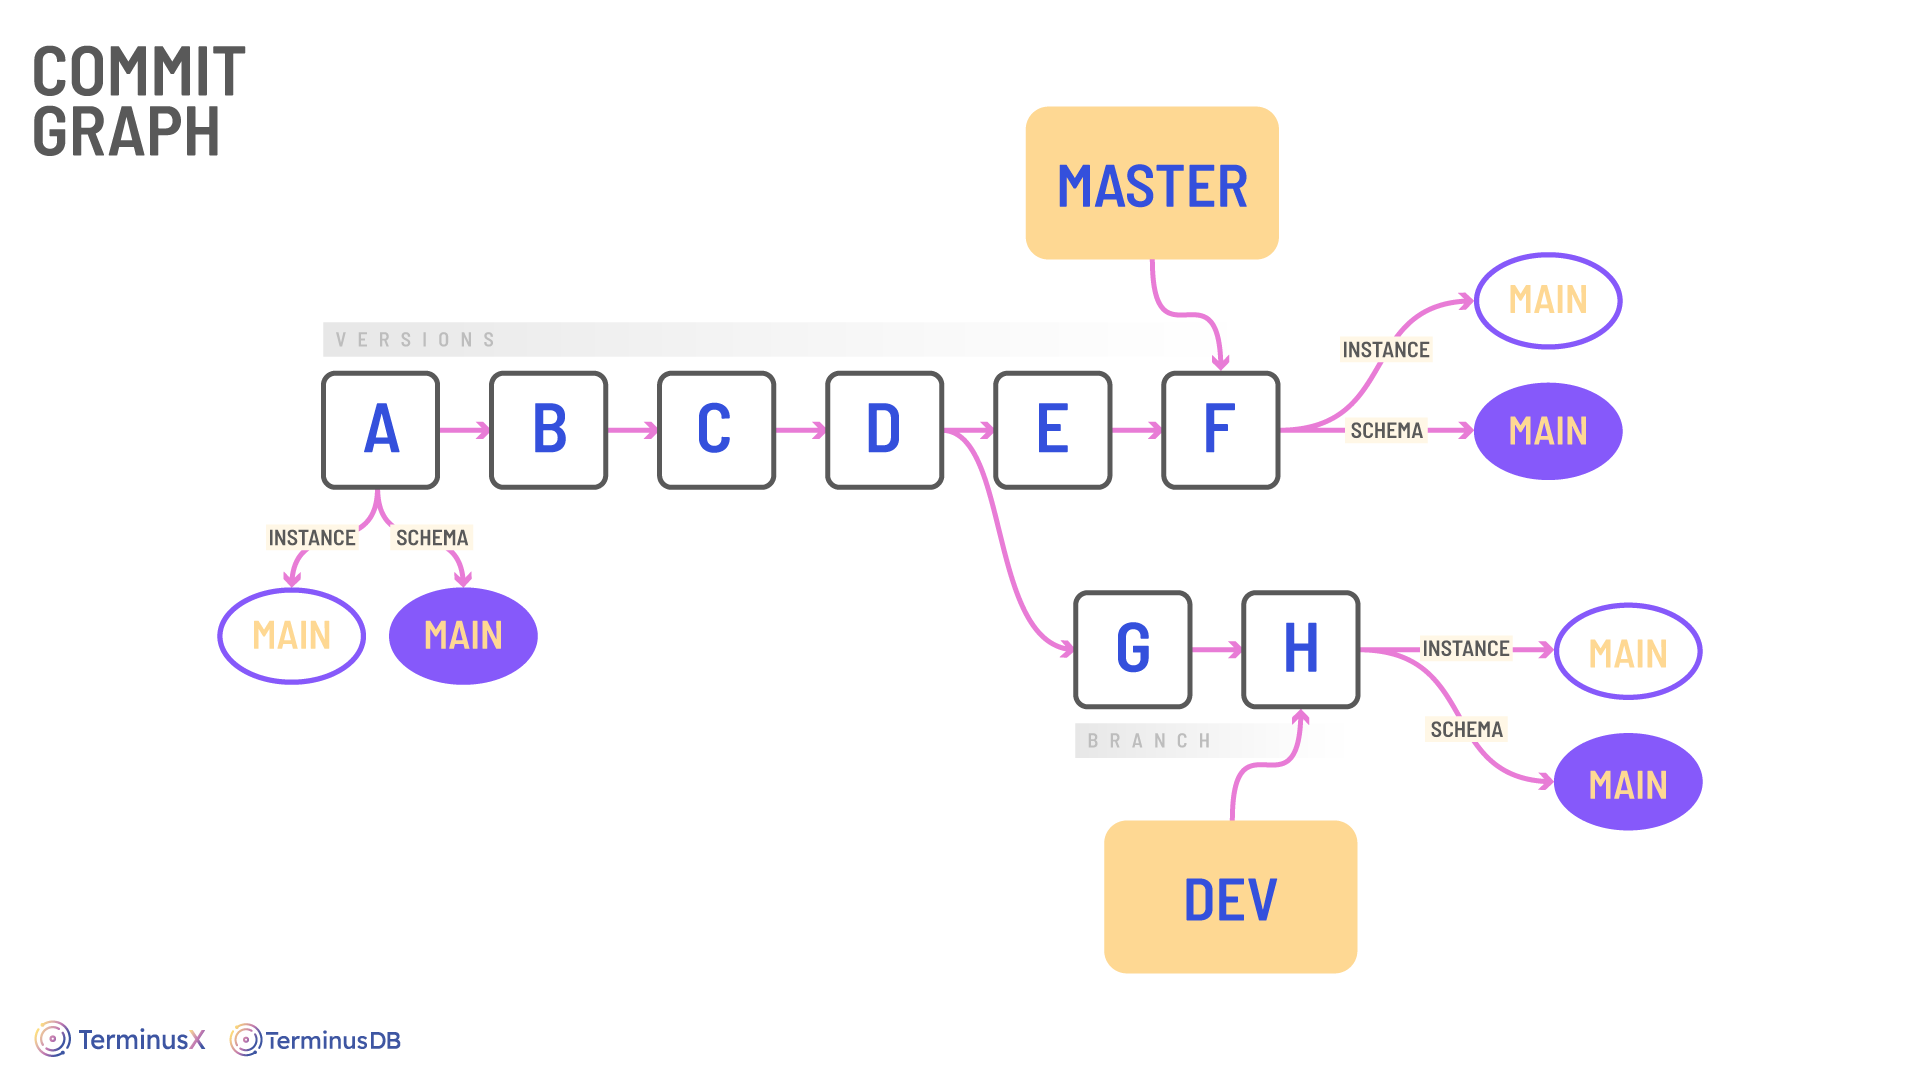 COMMIT
GRAPH
MASTER
VERSIONS
A
B
C
D
E
F
INSTANCE
MAIN
SCHEMA
MAIN
INSTANCE
SCHEMA
MAIN
MAIN
G
H
INSTANCE
MAIN
SCHEMA
MAIN
BRANCH
DEV
TerminusX
TerminusDB